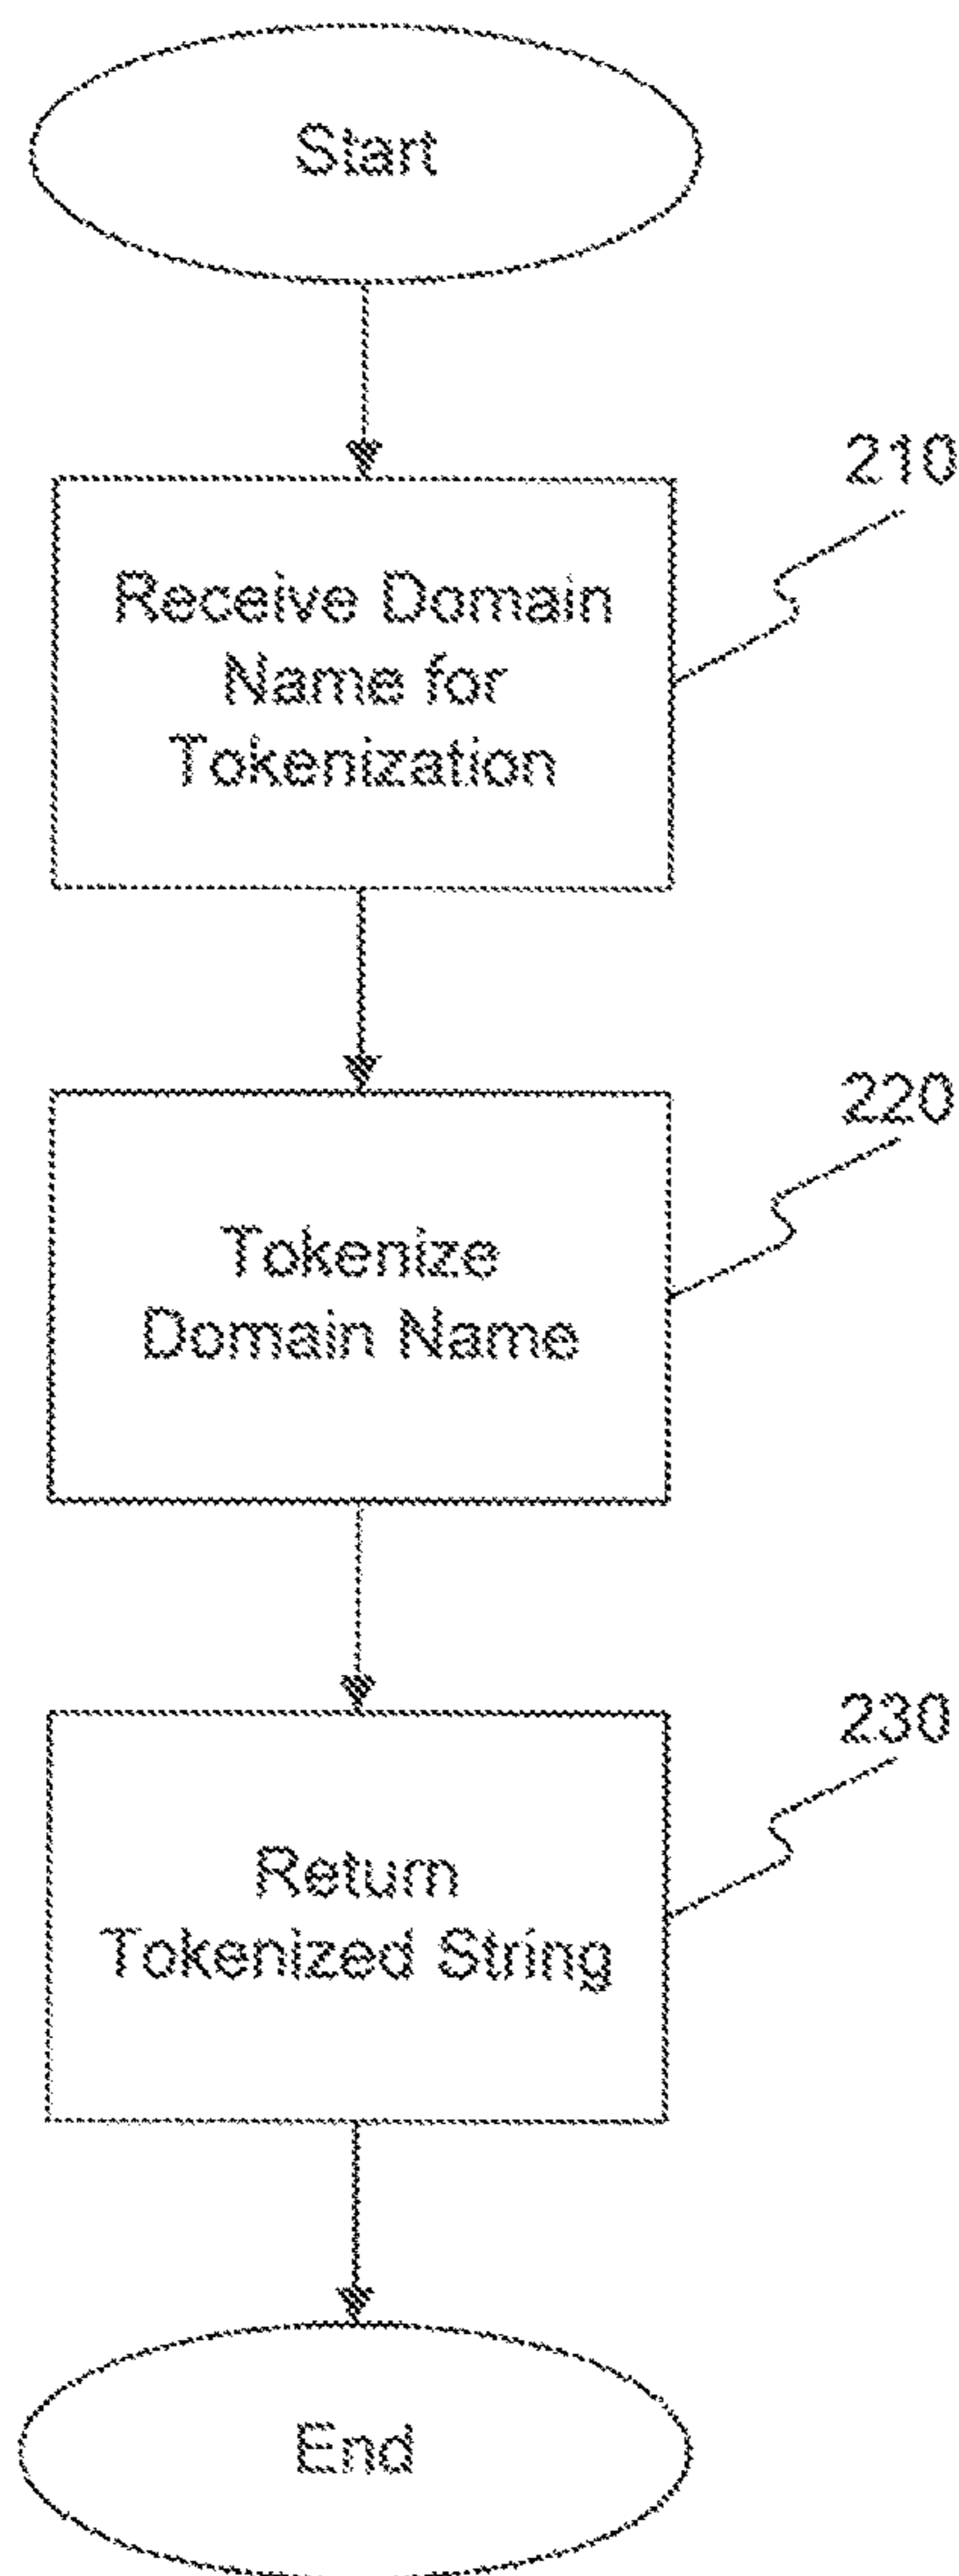 Start
210
Receive Domain
Name for
Tokenization
220
Tokenize
Domain Name
230
Return
Tokenized String
End